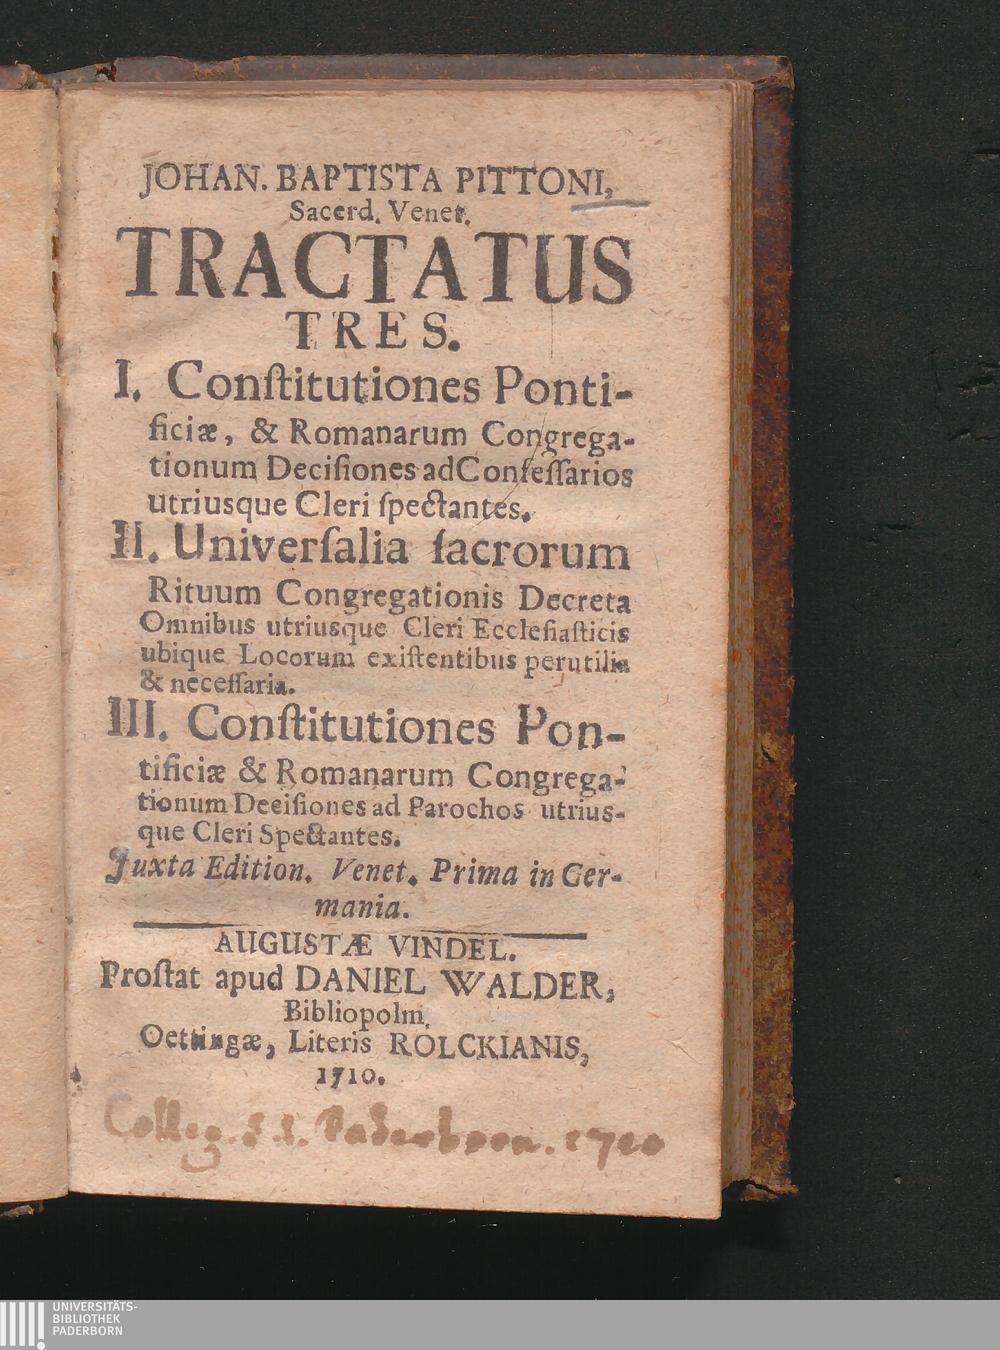 JOHAN. BAPTISTA PITTONI,
Sacerd. Venet.
TRACTATUS
TRES.
I. Conſtitutiones Ponti-
ficiæ, & Romanarum Congrega-
tionum Deciſiones ad Confeſſarios
utriusque Cleri ſpectantes.
II. Univerſalia ſacrorum
Rituum Congregationis Decreta
Omnibus utriusque Cleri Eccleſiaſticis
ubique Locorum exiſtentibus perutilia
& neceſſaria.
III. Conſtitutiones Pon-
tificiæ & Romanarum Congrega-
tionum Deciſiones ad Parochos utrius-
que Cleri Spectantes.
Juxta Edition. Venet. Prima in Ger-
mania.
AUGUSTÆ VINDEL.
Proſtat apud DANIEL WALDER,
Bibliopolm.
Oettingæ, Literis ROLCKIANIS,
1710.
Colleg. S. I. Paderborn. 1720
UNIVERSITÄTS-
BIBLIOTHEK
PADERBORN